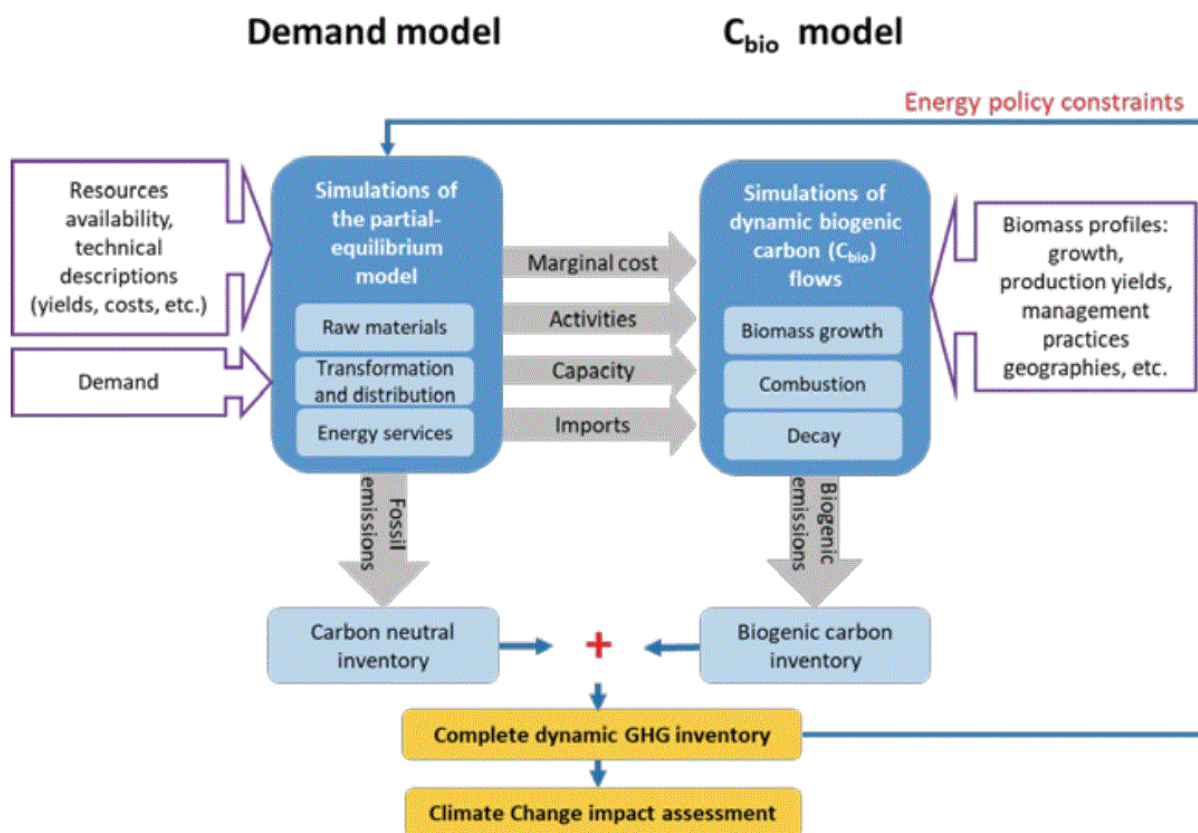 Demand model
C_bio model
Energy policy constraints
Resources
availability,
technical
descriptions
(yields, costs, etc.)
Demand
Simulations of
the partial-
equilibrium
model
Raw materials
Transformation
and distribution
Energy services
Marginal cost
Activities
Capacity
Imports
Simulations of
dynamic biogenic
carbon (C_bio)
flows
Biomass growth
Combustion
Decay
Biomass profiles:
growth,
production yields,
management
practices
geographies, etc.
Fossil
emissions
Biogenic
emissions
Carbon neutral
inventory
+
Biogenic carbon
inventory
Complete dynamic GHG inventory
Climate Change impact assessment